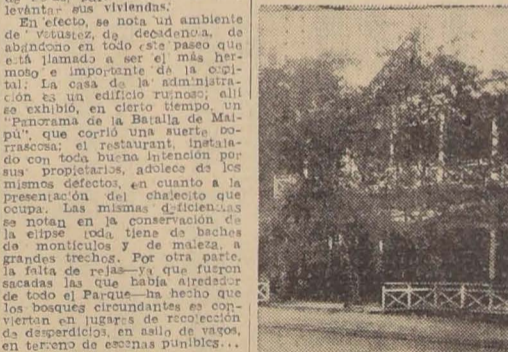 levantar sus viviendas.
En efecto, se nota un ambiente
de vetustez, de decadencia, de
abandono en todo este paseo que
está llamado a ser el más her-
moso e importante de la capi-
tal. La casa de la administra-
ción es un edificio ruinoso; allí
se exhibió, en cierto tiempo, un
"Panorama de la Batalla de Mai-
pú", que corrió una suerte bo-
rrascosa; el restaurant, instala-
do con toda buena intención por
sus propietarios, adolece de los
mismos defectos, en cuanto a la
presentación del chalecito que
ocupa. Las mismas deficiencias
se notan en la conservación de
la elipse toda tiene de baches
de montículos y de maleza, a
grandes trechos. Por otra parte,
la falta de rejas—ya que fueron
sacadas las que había alrededor
de todo el Parque—ha hecho que
los bosques circundantes se con-
viertan en lugares de recolección
de desperdicios, en asilo de vagos,
en terreno de escenas punibles...